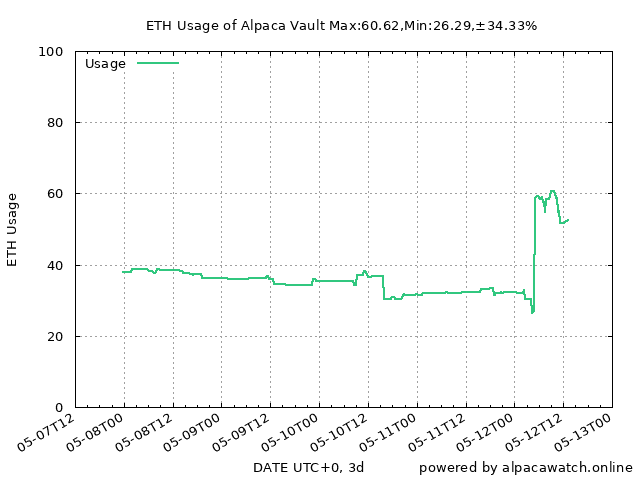 ETH Usage of Alpaca Vault Max:60.62,Min:26.29,±34.33%
Usage
100
80
60
40
20
0
ETH Usage
05-07T12
05-08T00
05-08T12
05-09T00
05-09T12
05-10T00
05-10T12
05-11T00
05-11T12
05-12T00
05-12T12
05-13T00
DATE UTC+0, 3d
powered by alpacawatch.online